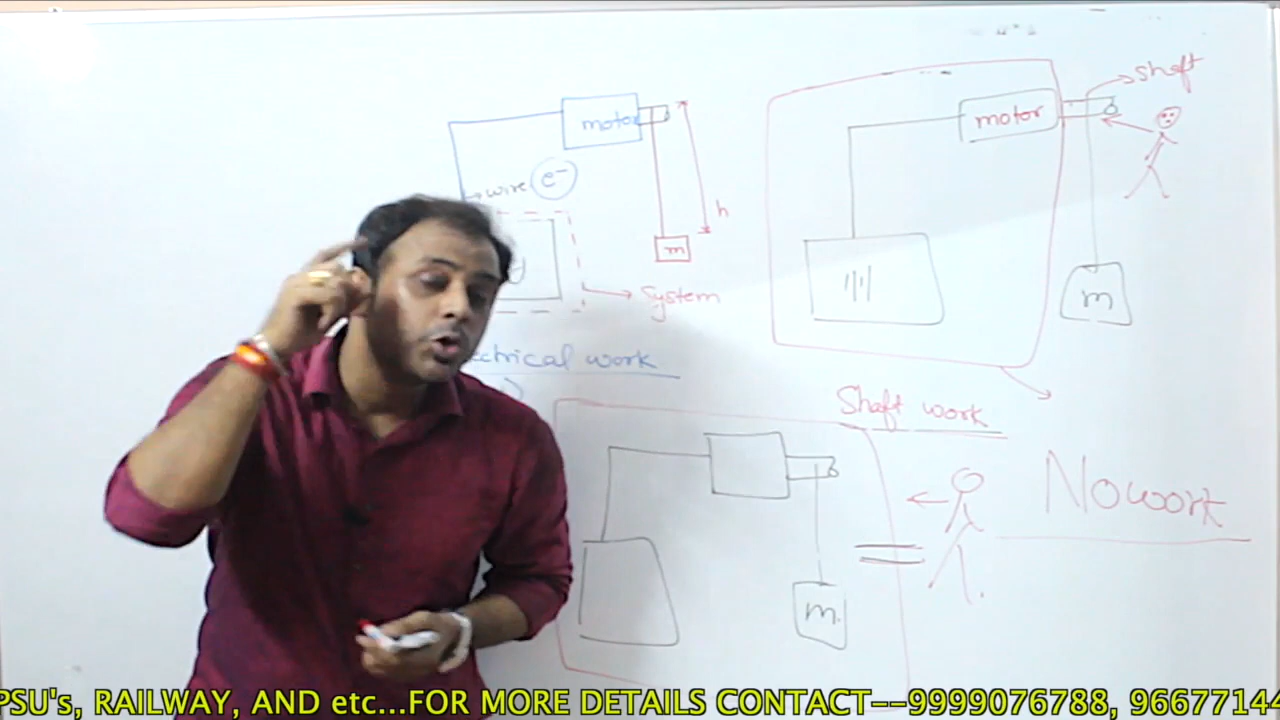 motor
wire
e-
h
m
System
ctrical work
shaft
motor
m
Shaft work
m
No work
PSU's, RAILWAY, AND etc...FOR MORE DETAILS CONTACT--9999076788, 96677144